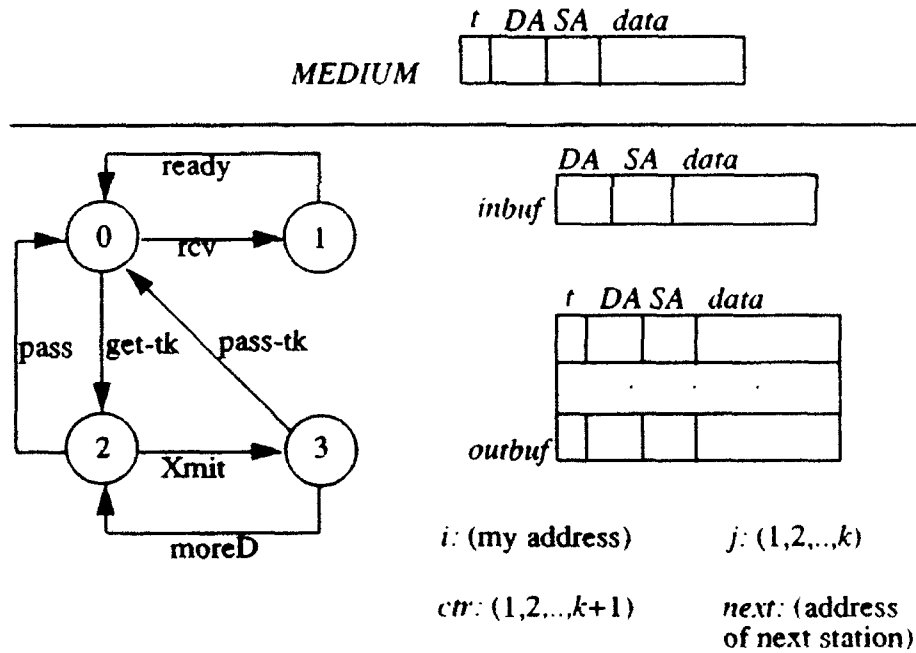 t DA SA data
MEDIUM
ready
0
rcv
1
pass
get-tk
pass-tk
2
Xmit
3
moreD
DA SA data
inbuf
t DA SA data
. . .
outbuf
i: (my address)
j: (1,2,..,k)
ctr: (1,2,..,k+1)
next: (address
of next station)